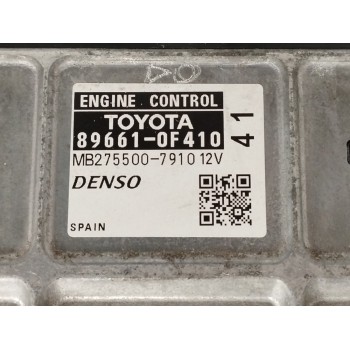 ENGINE CONTROL
TOYOTA
89661-0F410
41
MB275500-7910 12V
DENSO
SPAIN